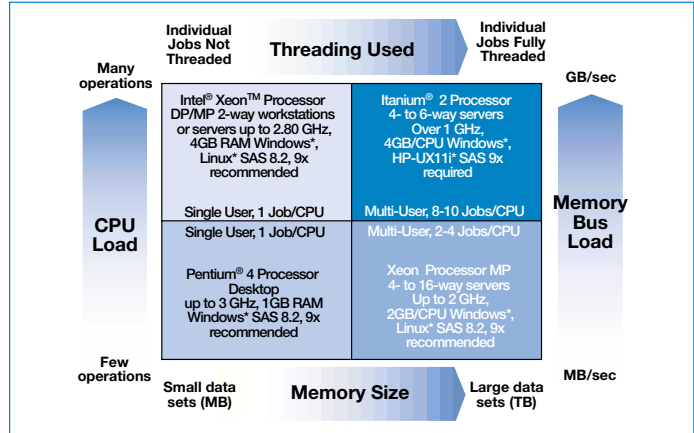 Individual
Jobs Not
Threaded
Threading Used
Individual
Jobs Fully
Threaded
Many
operations
GB/sec
Intel® Xeon™ Processor
DP/MP 2-way workstations
or servers up to 2.80 GHz,
4GB RAM Windows*,
Linux* SAS 8.2, 9x
recommended
Single User, 1 Job/CPU
Itanium® 2 Processor
4- to 6-way servers
Over 1 GHz,
4GB/CPU Windows*,
HP-UX11i* SAS 9x
required
Multi-User, 8-10 Jobs/CPU
CPU
Load
Memory
Bus
Load
Single User, 1 Job/CPU
Pentium® 4 Processor
Desktop
up to 3 GHz, 1GB RAM
Windows* SAS 8.2, 9x
recommended
Multi-User, 2-4 Jobs/CPU
Xeon Processor MP
4- to 16-way servers
Up to 2 GHz,
2GB/CPU Windows*,
Linux* SAS 8.2, 9x
recommended
Few
operations
MB/sec
Small data
sets (MB)
Memory Size
Large data
sets (TB)